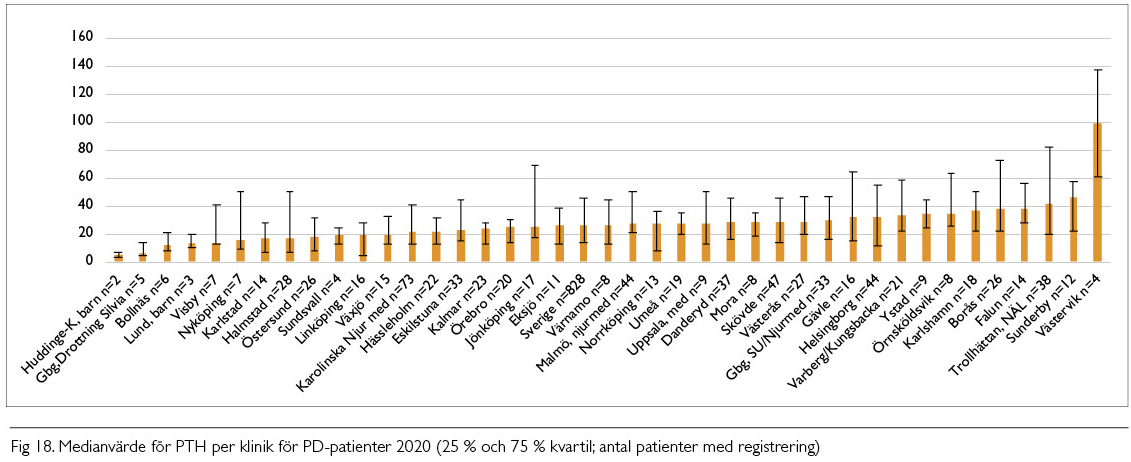 160
140
120
100
80
60
40
20
0
Huddinge-K, barn n=2
Gbg-Drottning Silvia n=5
Bollnäs n=6
Lund, barn n=3
Visby n=7
Nyköping n=7
Karlstad n=14
Halmstad n=28
Östersund n=26
Sundsvall n=4
Linköping n=16
Växjö n=15
Karolinska Njur med n=73
Hässleholm n=22
Eskilstuna n=33
Kalmar n=23
Örebro n=20
Jönköping n=17
Eksjö n=11
Sverige n=828
Värnamo n=8
Malmö, njurmed n=44
Norrköping n=13
Umeå n=19
Uppsala, med n=9
Danderyd n=37
Mora n=8
Skövde n=47
Västerås n=27
Gbg, SU/Njurmed n=33
Gävle n=16
Helsingborg n=44
Varberg/Kungsbacka n=21
Ystad n=9
Örnsköldsvik n=8
Karlshamn n=18
Borås n=26
Falun n=14
Trollhättan, NÄL n=38
Sunderby n=12
Västervik n=4
Fig 18. Medianvärde för PTH per klinik för PD-patienter 2020 (25 % och 75 % kvartil; antal patienter med registrering)